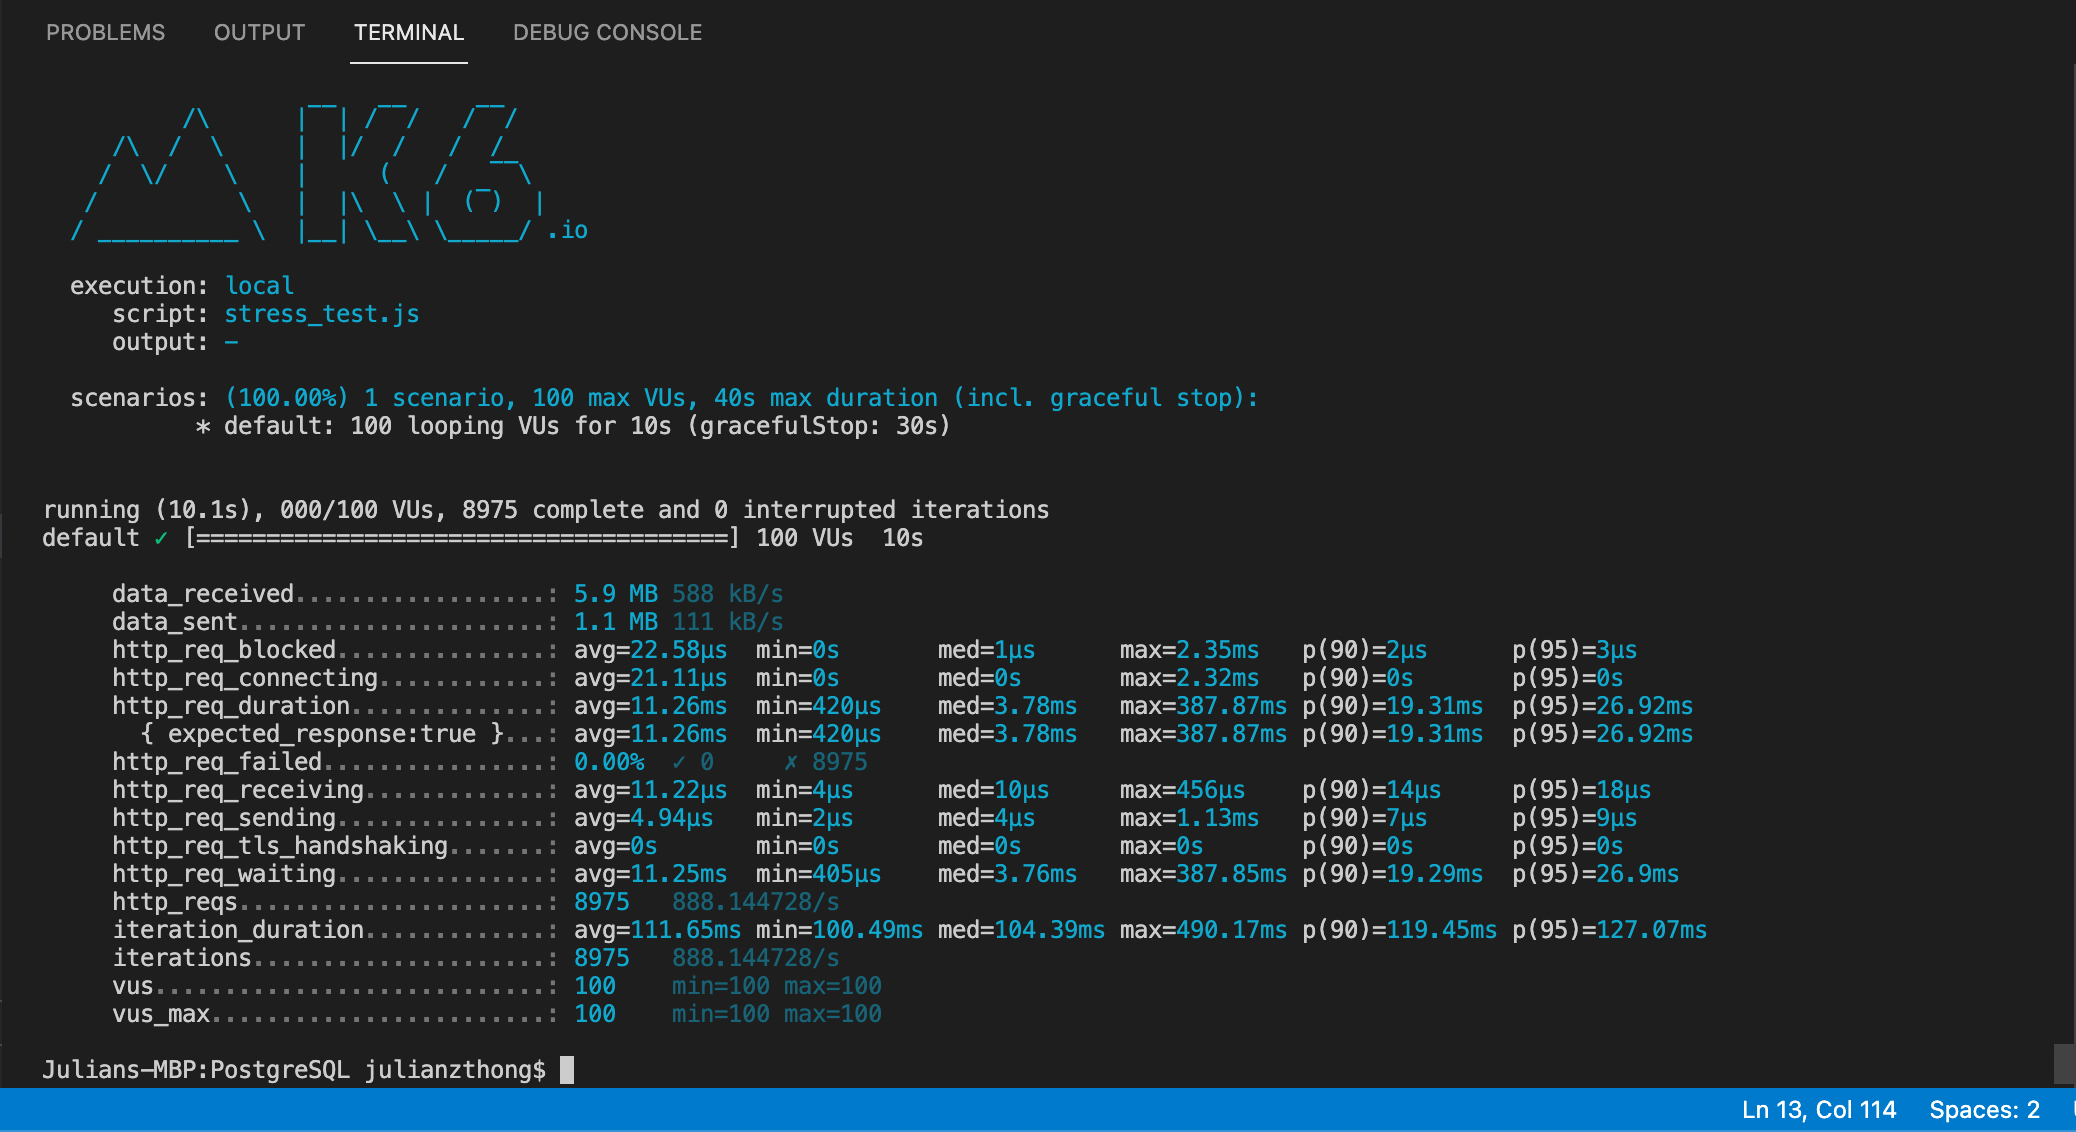 PROBLEMS OUTPUT TERMINAL DEBUG CONSOLE
          /\      |‾‾| /‾‾/   /‾‾/
     /\  /  \     |  |/  /   /  /
    /  \/    \    |     (   /   ‾‾\
   /          \   |  |\  \ |  (‾)  |
  / __________ \  |__| \__\ \_____/ .io
execution: local
script: stress_test.js
output: -
scenarios: (100.00%) 1 scenario, 100 max VUs, 40s max duration (incl. graceful stop):
* default: 100 looping VUs for 10s (gracefulStop: 30s)
running (10.1s), 000/100 VUs, 8975 complete and 0 interrupted iterations
default ✓ [======================================] 100 VUs  10s
data_received..................: 5.9 MB 588 kB/s
data_sent......................: 1.1 MB 111 kB/s
http_req_blocked...............: avg=22.58µs  min=0s       med=1µs      max=2.35ms   p(90)=2µs      p(95)=3µs
http_req_connecting............: avg=21.11µs  min=0s       med=0s       max=2.32ms   p(90)=0s       p(95)=0s
http_req_duration..............: avg=11.26ms  min=420µs    med=3.78ms   max=387.87ms p(90)=19.31ms  p(95)=26.92ms
{ expected_response:true }...: avg=11.26ms  min=420µs    med=3.78ms   max=387.87ms p(90)=19.31ms  p(95)=26.92ms
http_req_failed................: 0.00%  ✓ 0     ✗ 8975
http_req_receiving.............: avg=11.22µs  min=4µs      med=10µs     max=456µs    p(90)=14µs     p(95)=18µs
http_req_sending...............: avg=4.94µs   min=2µs      med=4µs      max=1.13ms   p(90)=7µs      p(95)=9µs
http_req_tls_handshaking.......: avg=0s       min=0s       med=0s       max=0s       p(90)=0s       p(95)=0s
http_req_waiting...............: avg=11.25ms  min=405µs    med=3.76ms   max=387.85ms p(90)=19.29ms  p(95)=26.9ms
http_reqs......................: 8975   888.144728/s
iteration_duration.............: avg=111.65ms min=100.49ms med=104.39ms max=490.17ms p(90)=119.45ms p(95)=127.07ms
iterations.....................: 8975   888.144728/s
vus............................: 100    min=100 max=100
vus_max........................: 100    min=100 max=100
Julians-MBP:PostgreSQL julianzthong$
Ln 13, Col 114 Spaces: 2